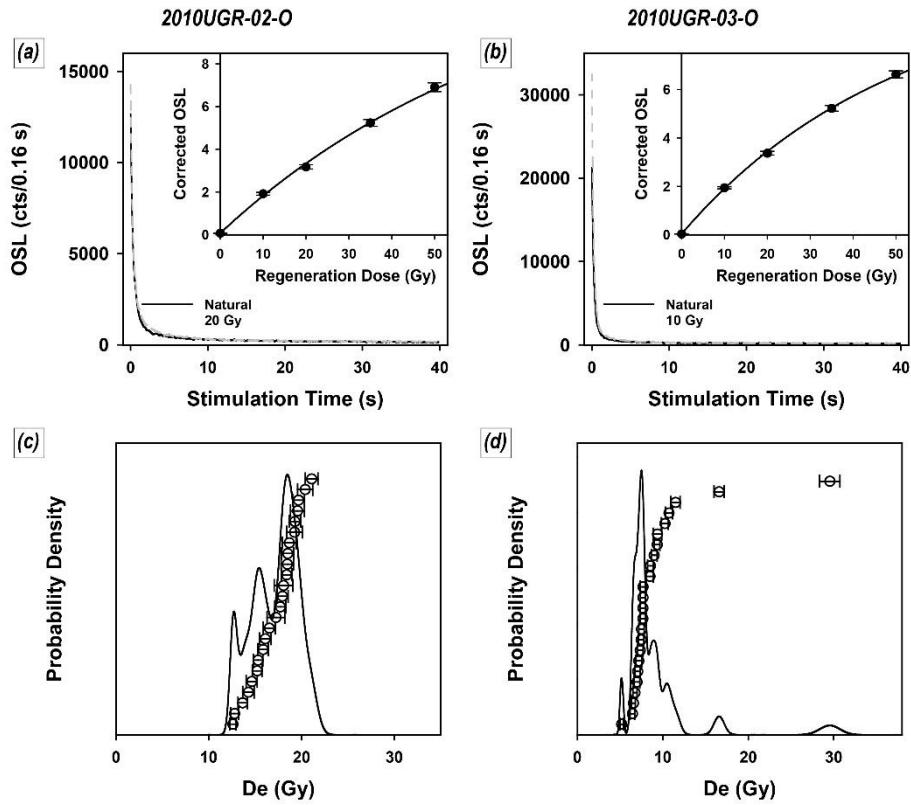 2010UGR-02-O
2010UGR-03-O
(a)
15000
10000
5000
0
OSL (cts/0.16 s)
8
6
4
2
0
Corrected OSL
0 10 20 30 40 50
Regeneration Dose (Gy)
Natural
20 Gy
0 10 20 30 40
Stimulation Time (s)
(b)
30000
20000
10000
0
OSL (cts/0.16 s)
6
4
2
0
Corrected OSL
0 10 20 30 40 50
Regeneration Dose (Gy)
Natural
10 Gy
0 10 20 30 40
Stimulation Time (s)
(c)
Probability Density
0 10 20 30
De (Gy)
(d)
Probability Density
0 10 20 30
De (Gy)